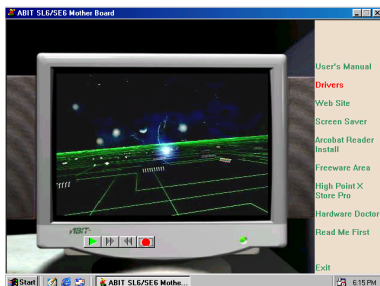 ABIT SL6/SE6 Mother Board
User's Manual
Drivers
Web Site
Screen Saver
Arcobat Reader
Install
Freeware Area
High Point X
Store Pro
Hardware Doctor
Read Me First
ABIT
Exit
Start
ABIT SL6/SE6 Mothe...
6:15 PM